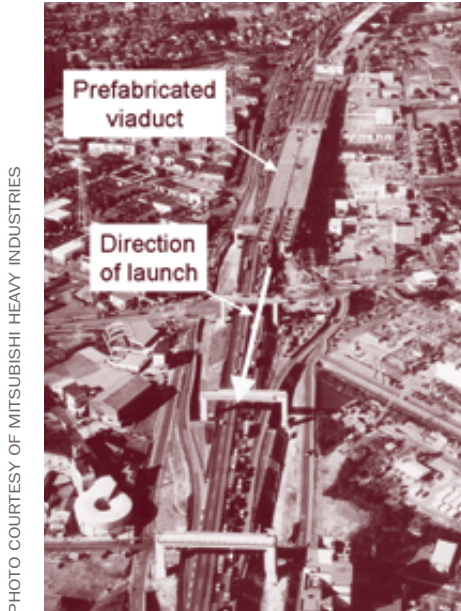 Prefabricated
viaduct
Direction
of launch
PHOTO COURTESY OF MITSUBISHI HEAVY INDUSTRIES